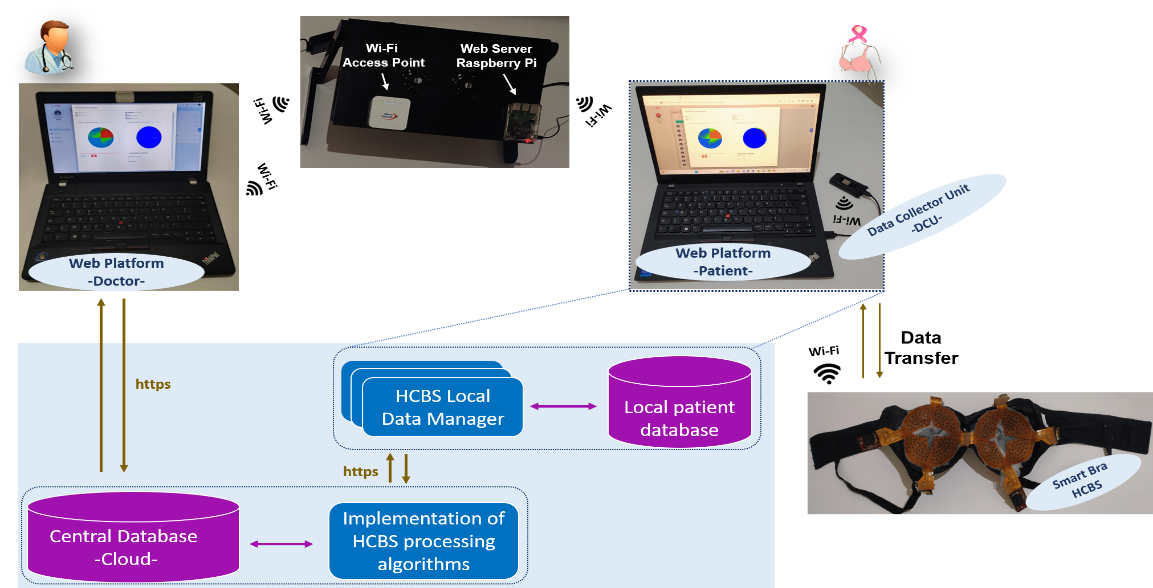 Wi-Fi
Access Point
Web Server
Raspberry Pi
Wi-Fi
Wi-Fi
Wi-Fi
Wi-Fi
Data Collector Unit
-DCU-
Web Platform
-Doctor-
Web Platform
-Patient-
https
Wi-Fi
Data
Transfer
HCBS Local
Data Manager
Local patient
database
https
Smart Bra
HCBS
Central Database
-Cloud-
Implementation of
HCBS processing
algorithms